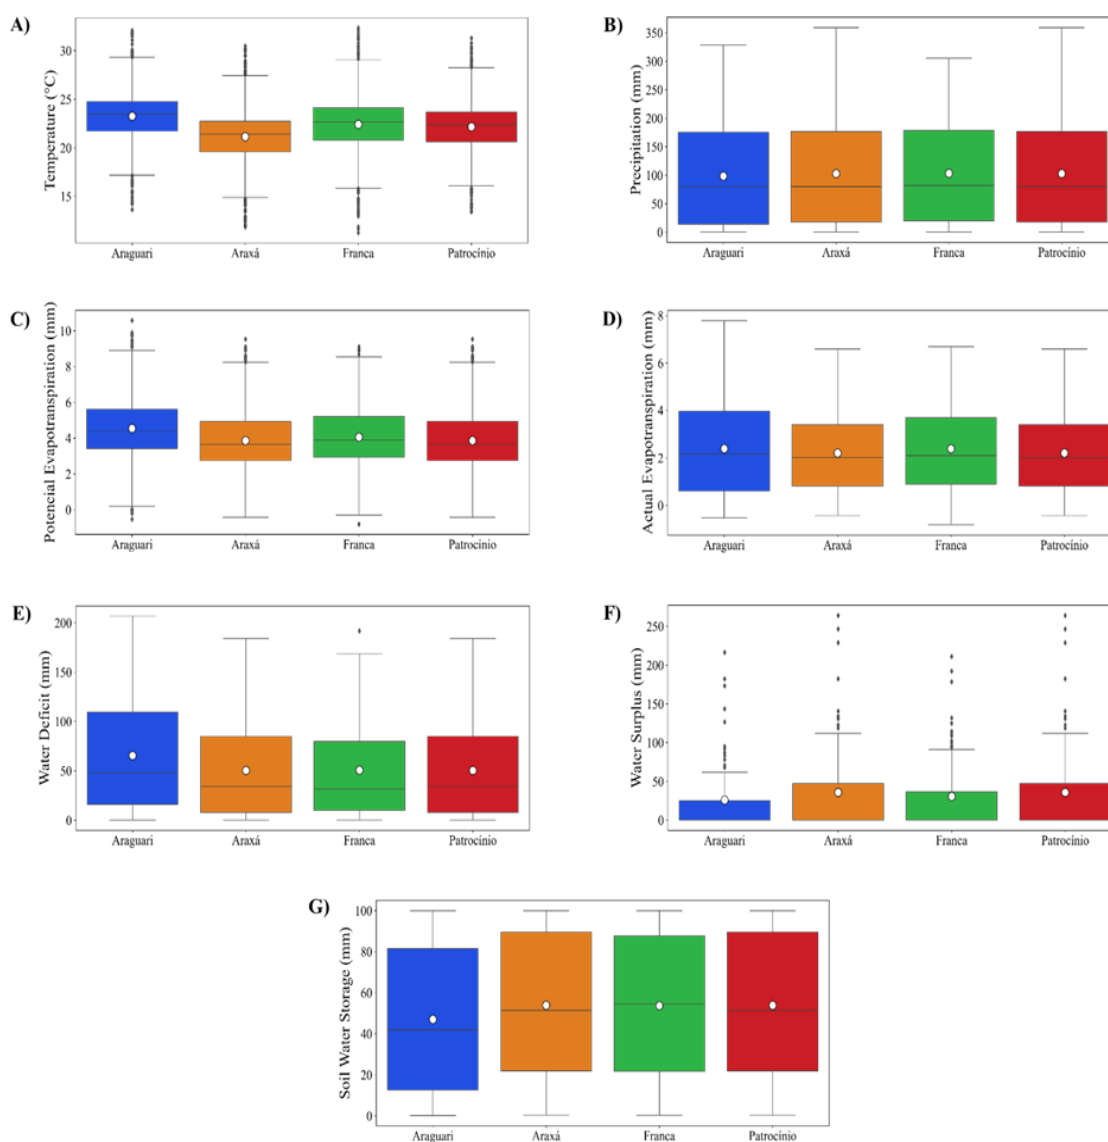 A)
Temperature (°C)
30
25
20
15
Araguari Araxá Franca Patrocínio
B)
Precipitation (mm)
350
300
250
200
150
100
50
0
Araguari Araxá Franca Patrocínio
C)
Potencial Evapotranspiration (mm)
10
8
6
4
2
0
Araguari Araxá Franca Patrocínio
D)
Actual Evapotranspiration (mm)
8
6
4
2
0
Araguari Araxá Franca Patrocínio
E)
Water Deficit (mm)
200
150
100
50
0
Araguari Araxá Franca Patrocínio
F)
Water Surplus (mm)
250
200
150
100
50
0
Araguari Araxá Franca Patrocínio
G)
Soil Water Storage (mm)
100
80
60
40
20
0
Araguari Araxá Franca Patrocínio